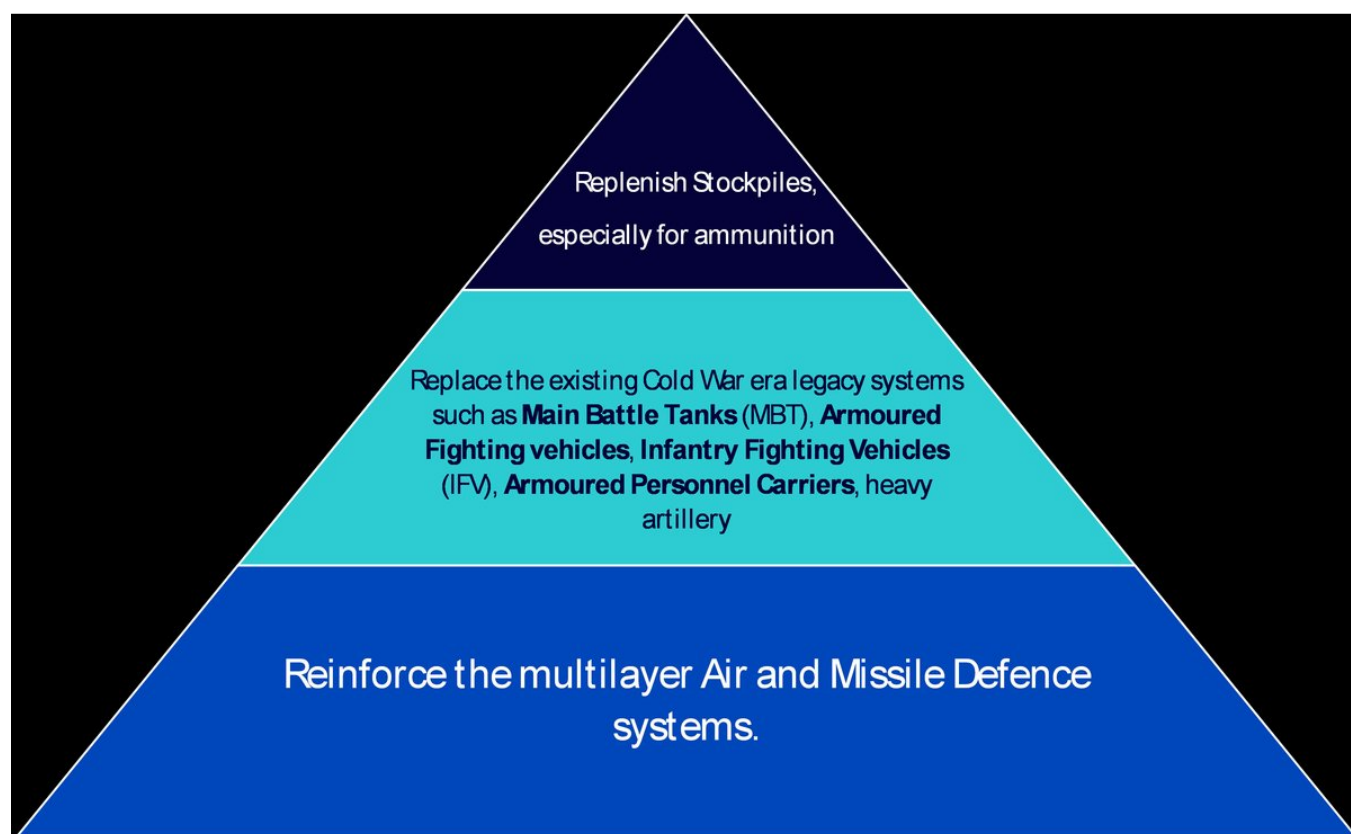 Replenish Stockpiles,
especially for ammunition
Replace the existing Cold War era legacy systems
such as Main Battle Tanks (MBT), Armoured
Fighting vehicles, Infantry Fighting Vehicles
(IFV), Armoured Personnel Carriers, heavy
artillery
Reinforce the multilayer Air and Missile Defence
systems.